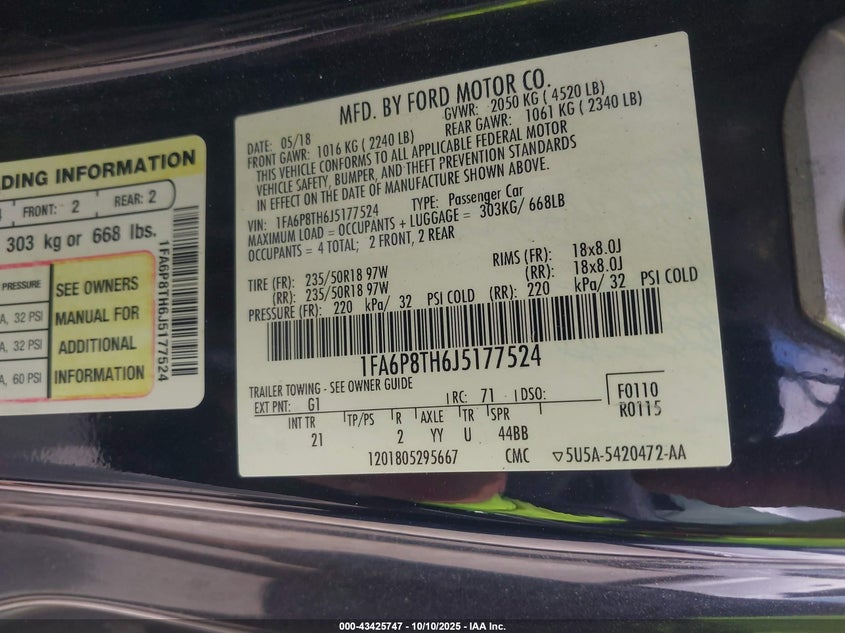 DING INFORMATION
FRONT: 2 REAR: 2
303 kg or 668 lbs.
PRESSURE
SEE OWNERS
MANUAL FOR
ADDITIONAL
INFORMATION
A, 32 PSI
A, 32 PSI
A, 60 PSI
1FA6P8TH6J5177524
MFD. BY FORD MOTOR CO.
DATE: 05/18 GVWR: 2050 KG ( 4520 LB)
FRONT GAWR: 1016 KG ( 2240 LB) REAR GAWR: 1061 KG ( 2340 LB)
THIS VEHICLE CONFORMS TO ALL APPLICABLE FEDERAL MOTOR
VEHICLE SAFETY, BUMPER, AND THEFT PREVENTION STANDARDS
IN EFFECT ON THE DATE OF MANUFACTURE SHOWN ABOVE.
VIN: 1FA6P8TH6J5177524 TYPE: Passenger Car
MAXIMUM LOAD = OCCUPANTS + LUGGAGE = 303KG/ 668LB
OCCUPANTS = 4 TOTAL; 2 FRONT, 2 REAR
TIRE (FR): 235/50R18 97W RIMS (FR): 18x8.0J
(RR): 235/50R18 97W (RR): 18x8.0J
PRESSURE (FR): 220 kPa/ 32 PSI COLD (RR): 220 kPa/ 32 PSI COLD
1FA6P8TH6J5177524
TRAILER TOWING - SEE OWNER GUIDE
EXT PNT: G1 RC: 71 DSO: F0110
R0115
INT TR TP/PS R AXLE TR SPR
21 2 YY U 44BB
1201805295667 CMC ▽5U5A-5420472-AA
000-43425747 - 10/10/2025 - IAA Inc.